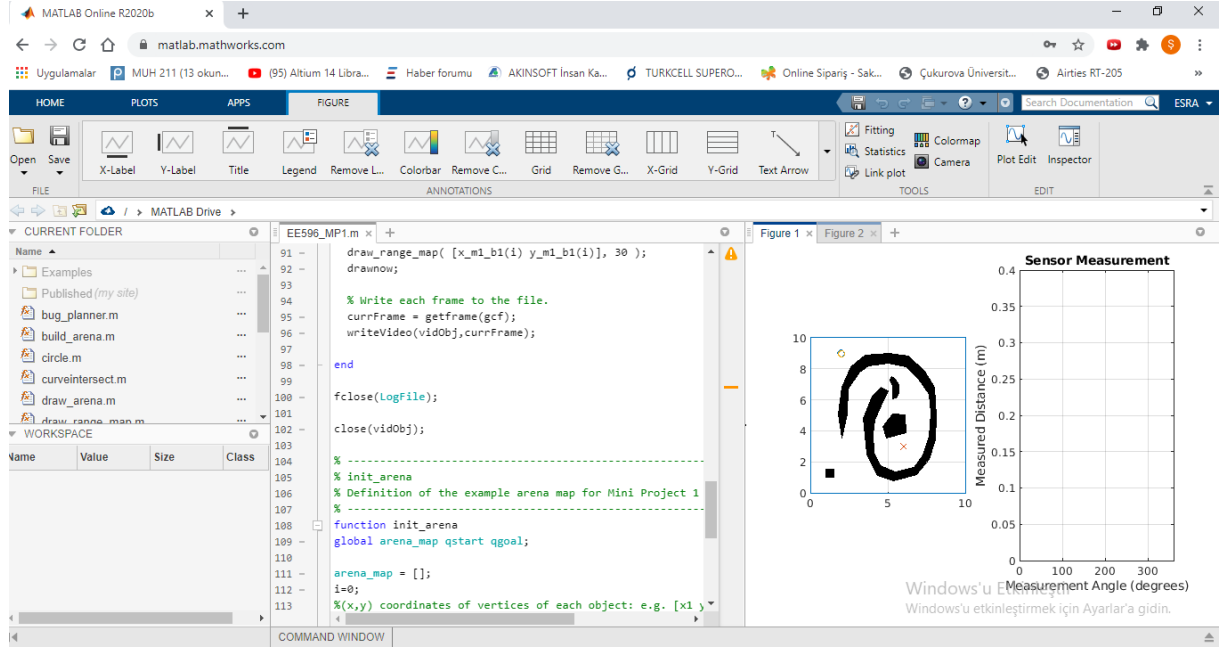 MATLAB Online R2020b
matlab.mathworks.com
Uygulamalar MUH 211 (13 okun... (95) Altium 14 Libra... Haber forumu AKINSOFT İnsan Ka... TURKCELL SUPERO... Online Sipariş - Sak... Çukurova Üniversit... Airties RT-205 »
HOME PLOTS APPS FIGURE Search Documentation ESRA
Open Save X-Label Y-Label Title Legend Remove L... Colorbar Remove C... Grid Remove G... X-Grid Y-Grid Text Arrow
Fitting
Statistics
Link plot
Colormap
Camera
Plot Edit Inspector
FILE ANNOTATIONS TOOLS EDIT
/ > MATLAB Drive >
CURRENT FOLDER
Name
Examples
Published (my site)
bug_planner.m
build_arena.m
circle.m
curveintersect.m
draw_arena.m
draw_range_map.m
WORKSPACE
Name Value Size Class
EE596_MP1.m × +
91 – draw_range_map( [x_m1_b1(i) y_m1_b1(i)], 30 );
92 – drawnow;
93
94 % Write each frame to the file.
95 – currFrame = getframe(gcf);
96 – writeVideo(vidObj,currFrame);
97
98 – end
99
100 – fclose(LogFile);
101
102 – close(vidObj);
103
104 % --------------------------------------------------------
105 % init_arena
106 % Definition of the example arena map for Mini Project 1
107 % --------------------------------------------------------
108 function init_arena
109 – global arena_map qstart qgoal;
110
111 – arena_map = [];
112 – i=0;
113 %(x,y) coordinates of vertices of each object: e.g. [x1 y
COMMAND WINDOW
Figure 1 × Figure 2 × +
10
8
6
4
2
0
0 5 10
Sensor Measurement
Measured Distance (m)
0.4
0.35
0.3
0.25
0.2
0.15
0.1
0.05
0
0 100 200 300
Measurement Angle (degrees)
Windows'u Etkinleştir
Windows'u etkinleştirmek için Ayarlar'a gidin.